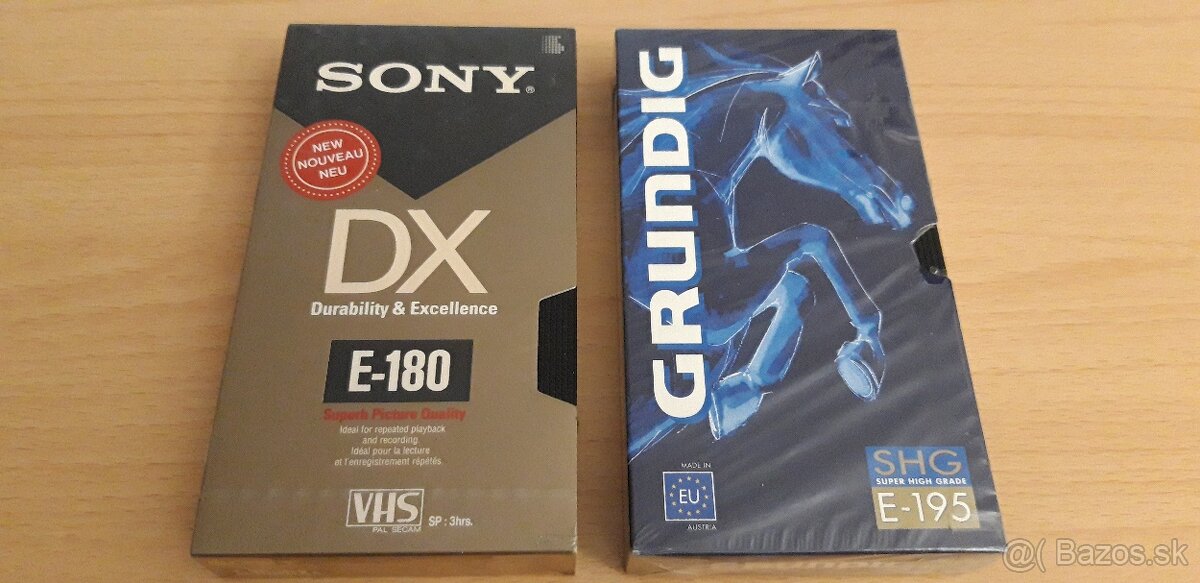 SONY®
NEW
NOUVEAU
NEU
DX
Durability & Excellence
E-180
Superb Picture Quality
Ideal for repeated playback
and recording.
Idéal pour la lecture
et l'enregistrement répétés.
VHS
PAL SECAM
SP : 3hrs.
GRUNDIG
MADE IN
EU
AUSTRIA
SHG
SUPER HIGH GRADE
E-195
@( Bazos.sk